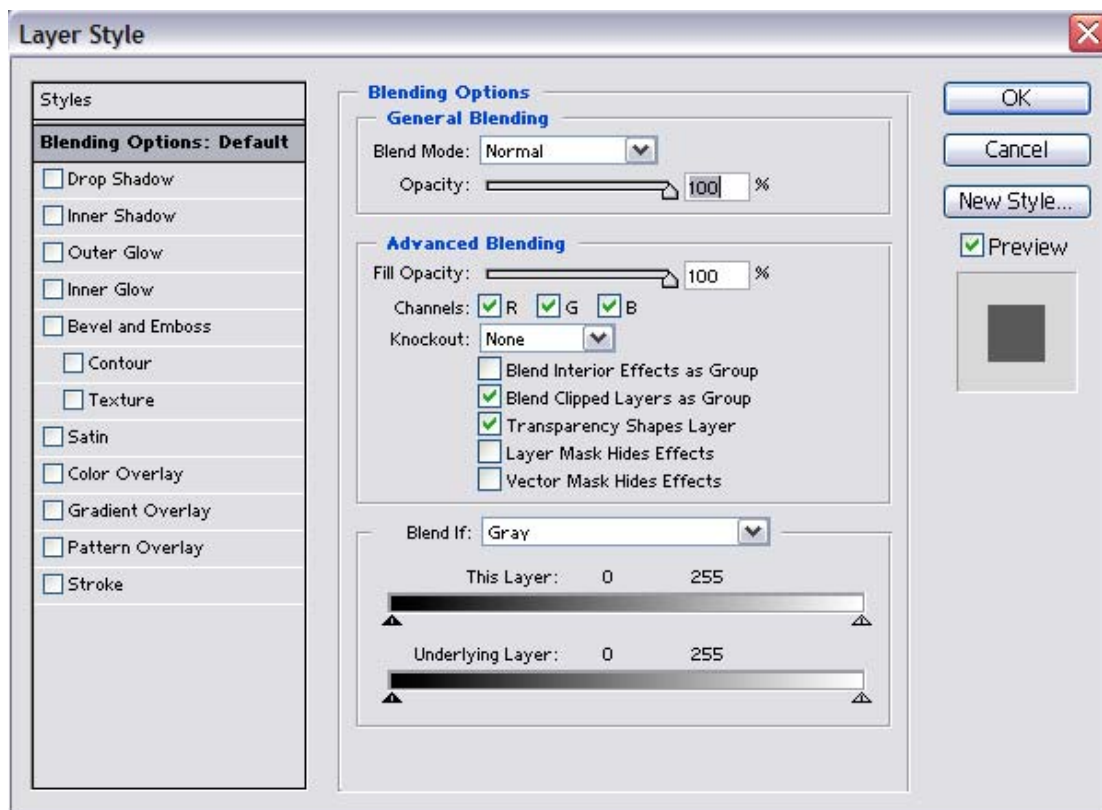 Layer Style
Styles
Blending Options: Default
Drop Shadow
Inner Shadow
Outer Glow
Inner Glow
Bevel and Emboss
Contour
Texture
Satin
Color Overlay
Gradient Overlay
Pattern Overlay
Stroke
Blending Options
General Blending
Blend Mode: Normal
Opacity: 100 %
Advanced Blending
Fill Opacity: 100 %
Channels: R G B
Knockout: None
Blend Interior Effects as Group
Blend Clipped Layers as Group
Transparency Shapes Layer
Layer Mask Hides Effects
Vector Mask Hides Effects
Blend If: Gray
This Layer: 0 255
Underlying Layer: 0 255
OK
Cancel
New Style...
Preview